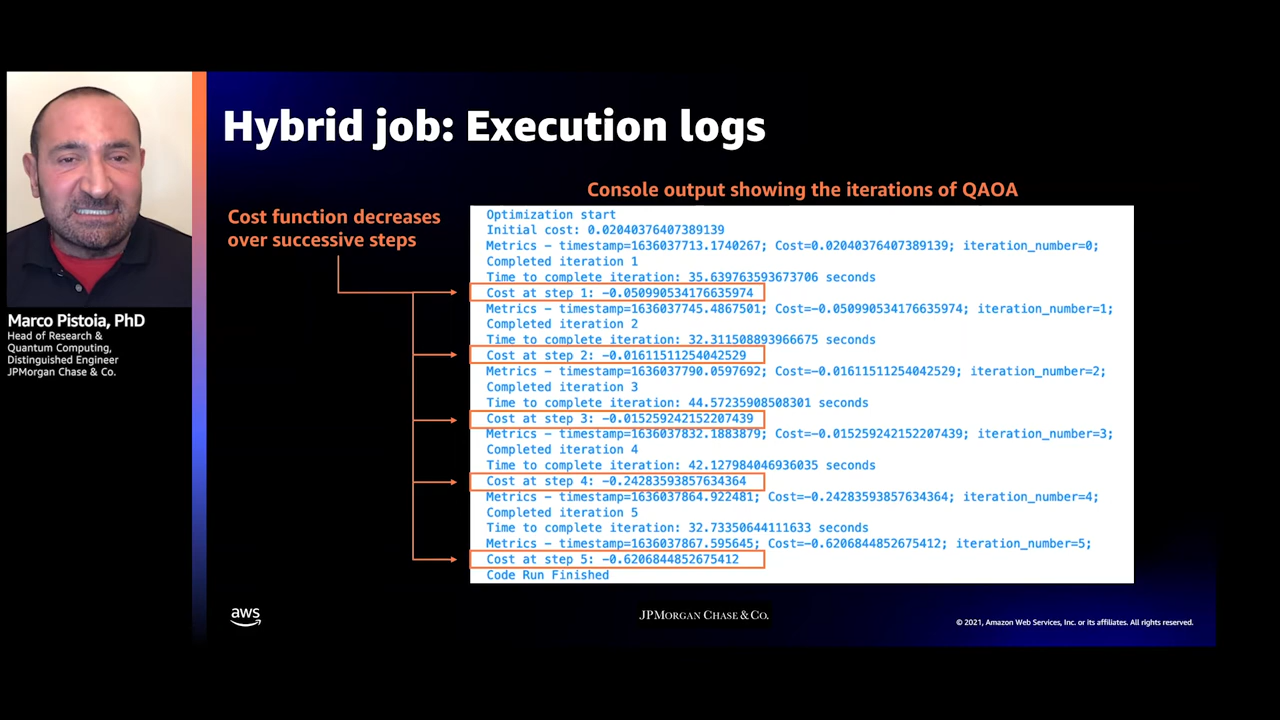 Hybrid job: Execution logs
Console output showing the iterations of QAOA
Cost function decreases
over successive steps
Optimization start
Initial cost: 0.02040376407389139
Metrics – timestamp=1636037713.1740267; Cost=0.02040376407389139; iteration_number=0;
Completed iteration 1
Time to complete iteration: 35.639763593673706 seconds
Cost at step 1: -0.050990534176635974
Metrics – timestamp=1636037745.4867501; Cost=-0.050990534176635974; iteration_number=1;
Completed iteration 2
Time to complete iteration: 32.311508893966675 seconds
Cost at step 2: -0.01611511254042529
Metrics – timestamp=1636037790.0597692; Cost=-0.01611511254042529; iteration_number=2;
Completed iteration 3
Time to complete iteration: 44.57235908508301 seconds
Cost at step 3: -0.015259242152207439
Metrics – timestamp=1636037832.1883879; Cost=-0.015259242152207439; iteration_number=3;
Completed iteration 4
Time to complete iteration: 42.127984046936035 seconds
Cost at step 4: -0.24283593857634364
Metrics – timestamp=1636037864.922481; Cost=-0.24283593857634364; iteration_number=4;
Completed iteration 5
Time to complete iteration: 32.73350644111633 seconds
Metrics – timestamp=1636037867.595645; Cost=-0.6206844852675412; iteration_number=5;
Cost at step 5: -0.6206844852675412
Code Run Finished
Marco Pistoia, PhD
Head of Research &
Quantum Computing,
Distinguished Engineer
JPMorgan Chase & Co.
aws
JPMORGAN CHASE & CO.
© 2021, Amazon Web Services, Inc. or its affiliates. All rights reserved.